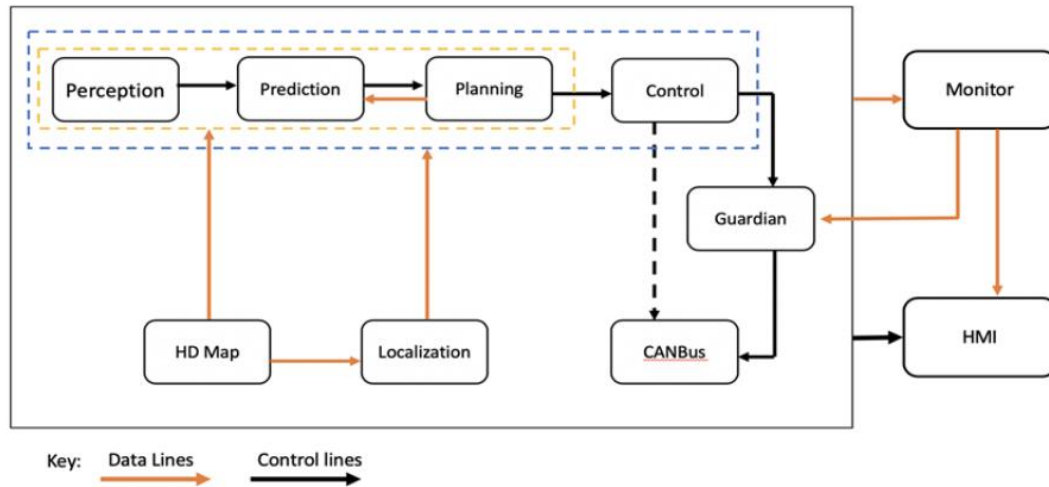 Perception
Prediction
Planning
Control
Monitor
Guardian
HD Map
Localization
CANBus
HMI
Key: Data Lines Control lines